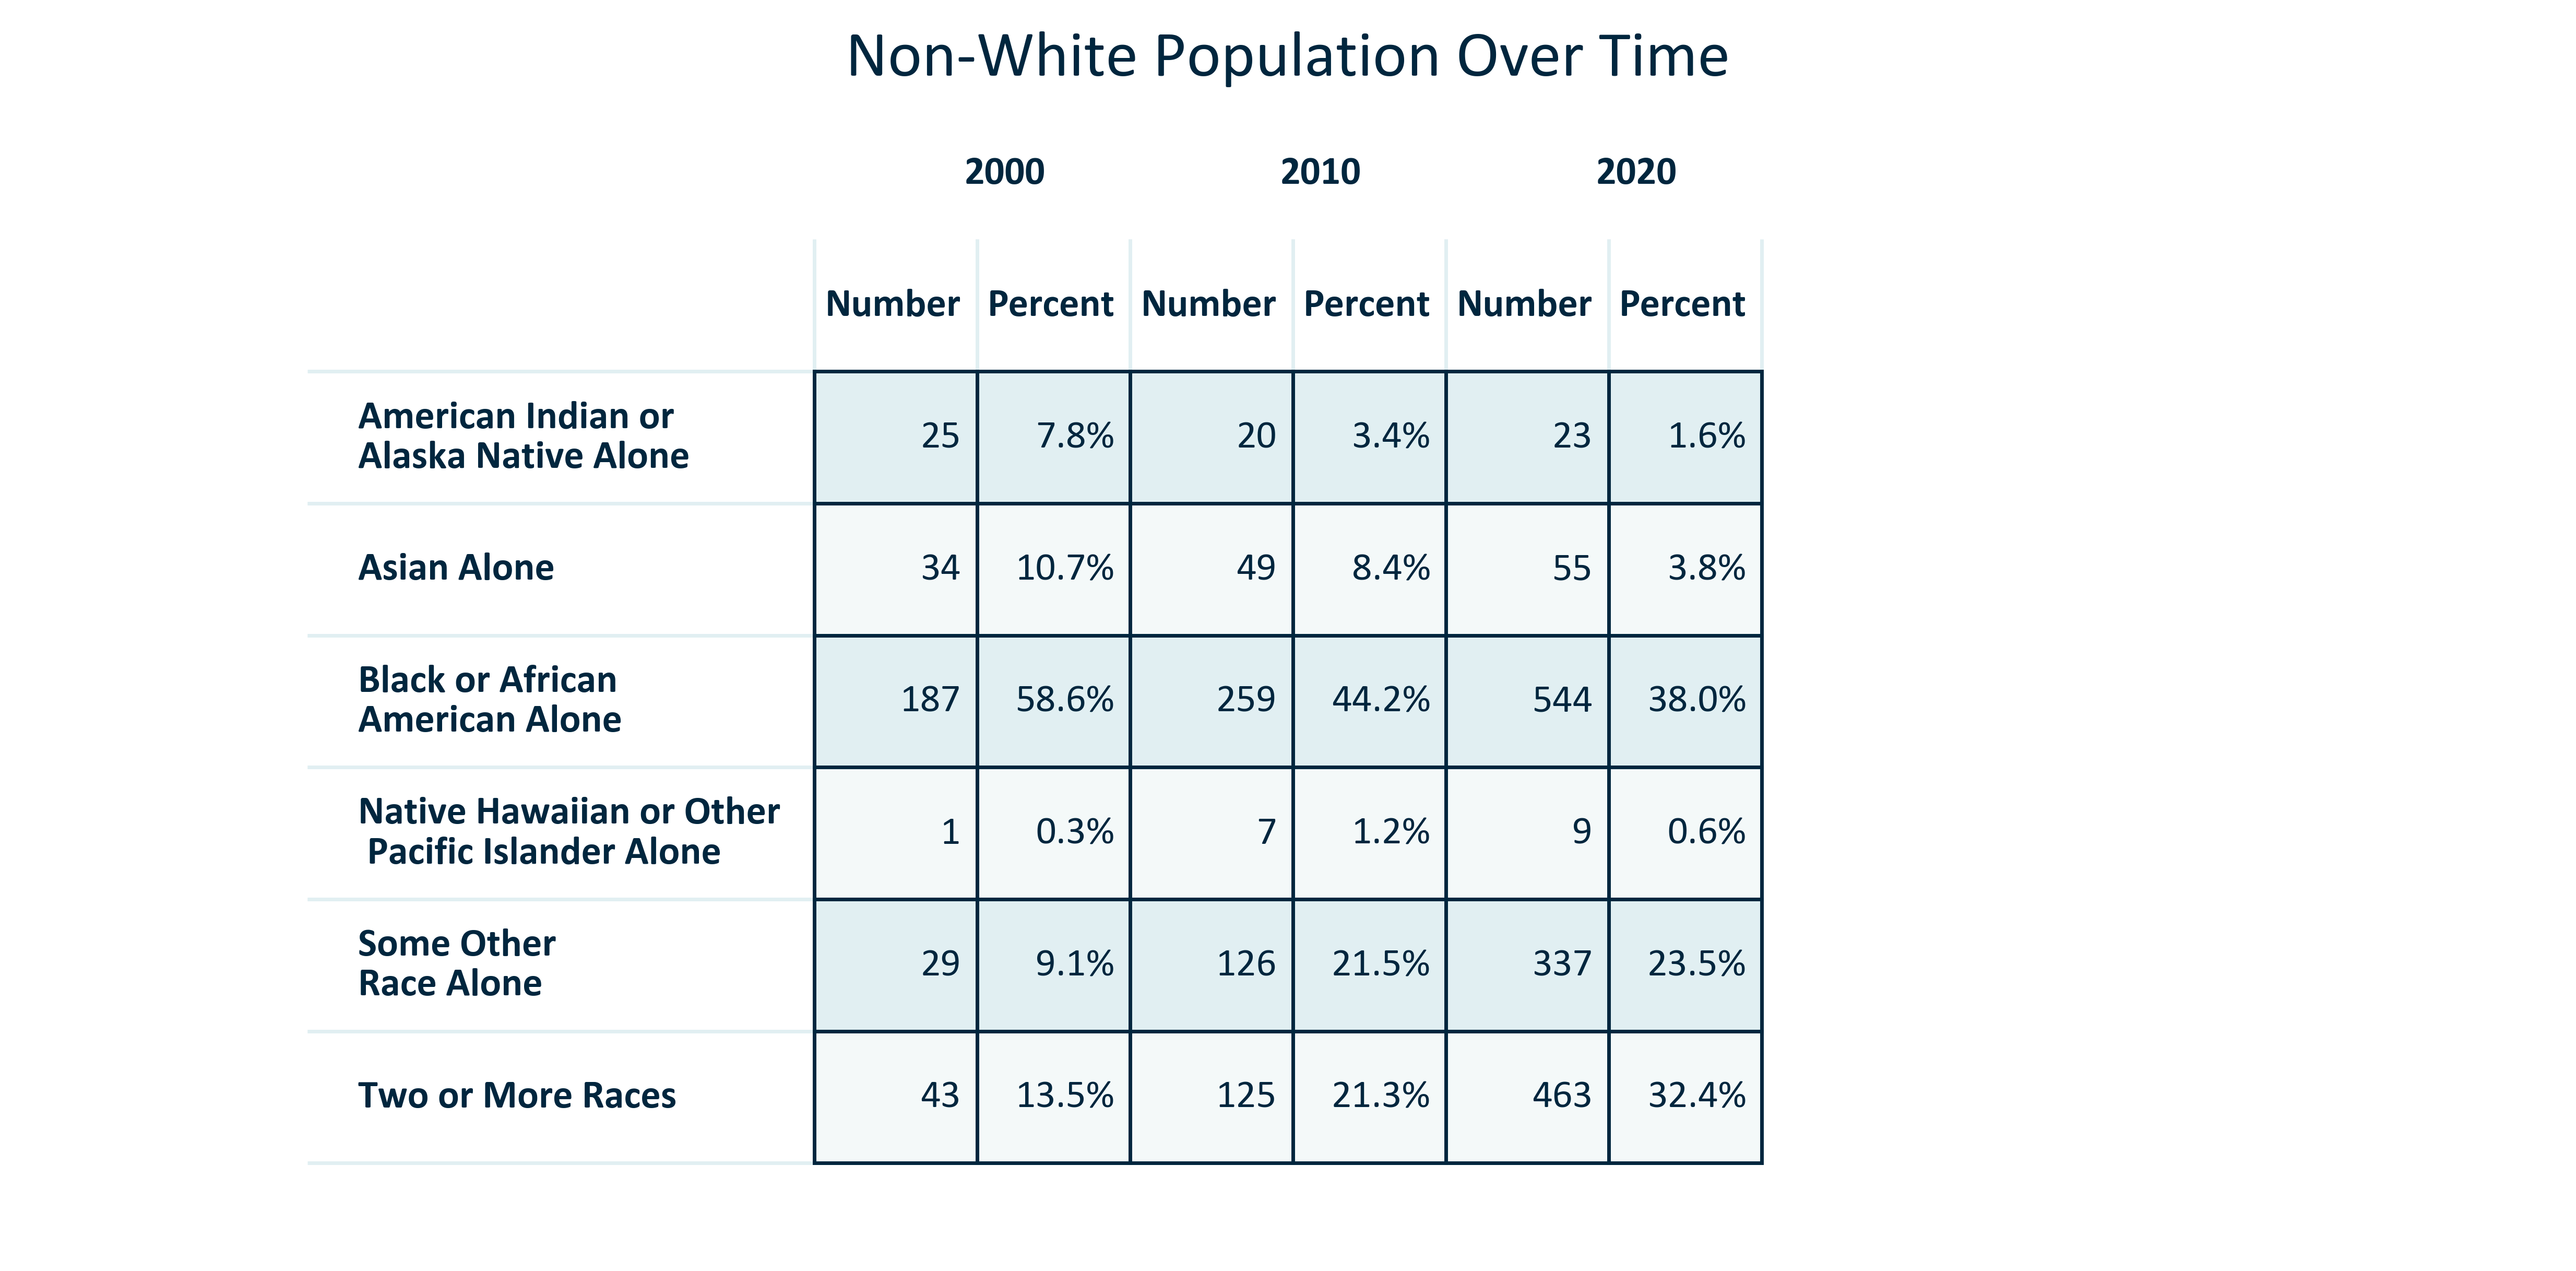 Non-White Population Over Time
2000 2010 2020
Number Percent Number Percent Number Percent
American Indian or
Alaska Native Alone
25 7.8% 20 3.4% 23 1.6%
Asian Alone 34 10.7% 49 8.4% 55 3.8%
Black or African
American Alone
187 58.6% 259 44.2% 544 38.0%
Native Hawaiian or Other
Pacific Islander Alone
1 0.3% 7 1.2% 9 0.6%
Some Other
Race Alone
29 9.1% 126 21.5% 337 23.5%
Two or More Races 43 13.5% 125 21.3% 463 32.4%